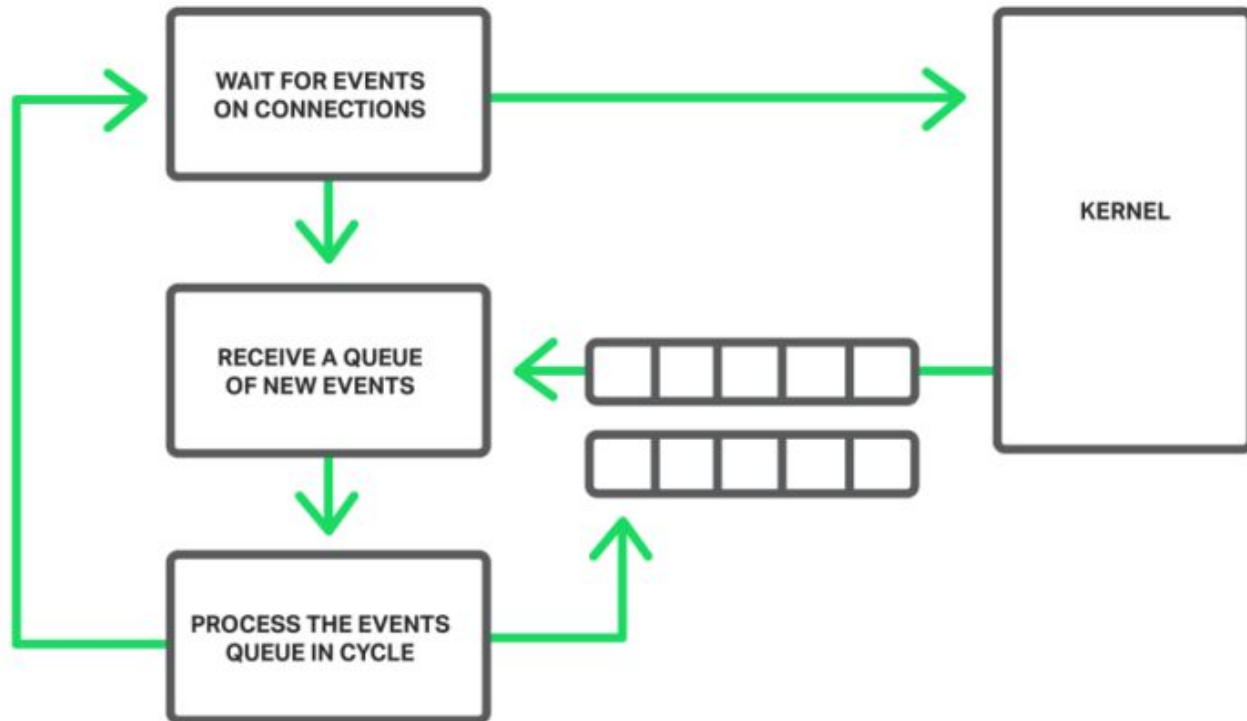 WAIT FOR EVENTS
ON CONNECTIONS
KERNEL
RECEIVE A QUEUE
OF NEW EVENTS
PROCESS THE EVENTS
QUEUE IN CYCLE